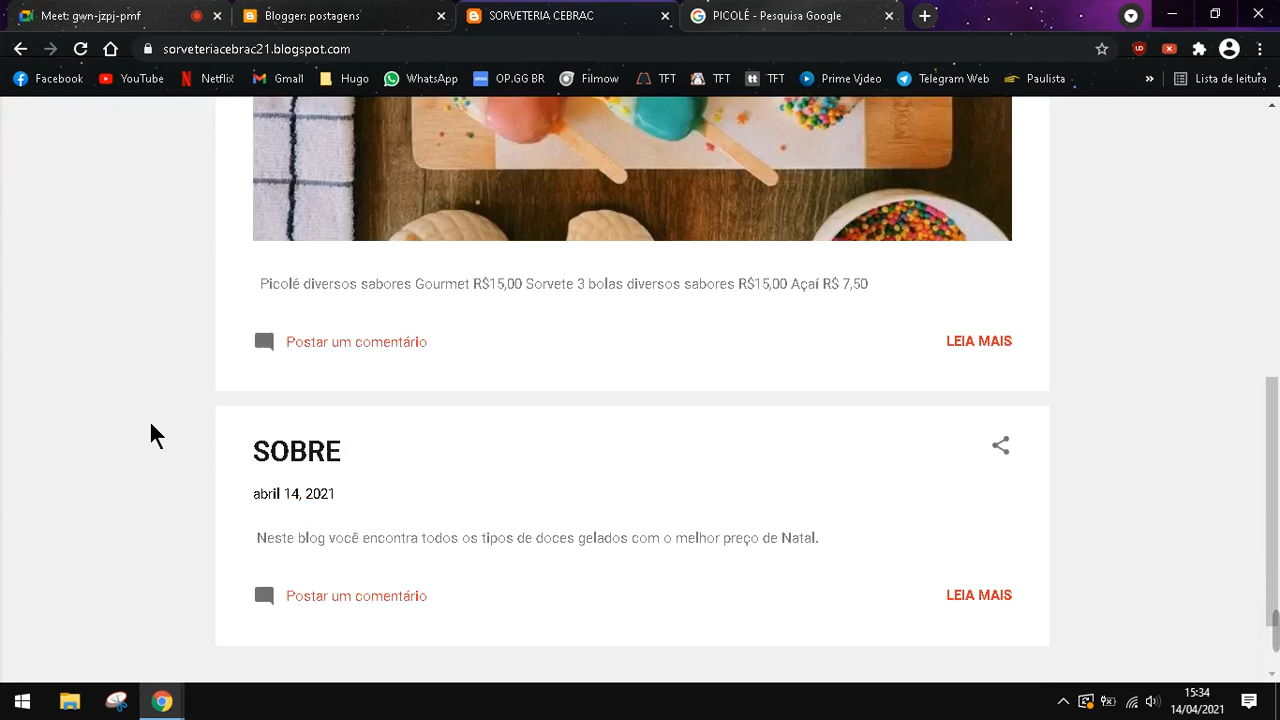 Meet: gwn-jzpj-pmf
Blogger: postagens
SORVETERIA CEBRAC
PICOLÉ - Pesquisa Google
sorveteriacebrac21.blogspot.com
Facebook
YouTube
Netflix
Gmail
Hugo
WhatsApp
OP.GG BR
Filmow
TFT
TFT
TFT
Prime Video
Telegram Web
Paulista
»
Lista de leitura
Picolé diversos sabores Gourmet R$15,00 Sorvete 3 bolas diversos sabores R$15,00 Açaí R$ 7,50
Postar um comentário
LEIA MAIS
SOBRE
abril 14, 2021
Neste blog você encontra todos os tipos de doces gelados com o melhor preço de Natal.
Postar um comentário
LEIA MAIS
15:34
14/04/2021